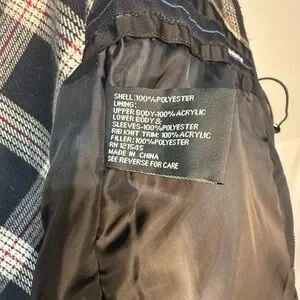 SHELL:100%POLYESTER
LINING:
UPPER BODY-100%ACRYLIC
LOWER BODY &
SLEEVES-100%POLYESTER
RIB KNIT TRIM: 100%ACRYLIC
FILLER:100%POLYESTER
RN 121545
MADE IN CHINA
SEE REVERSE FOR CARE